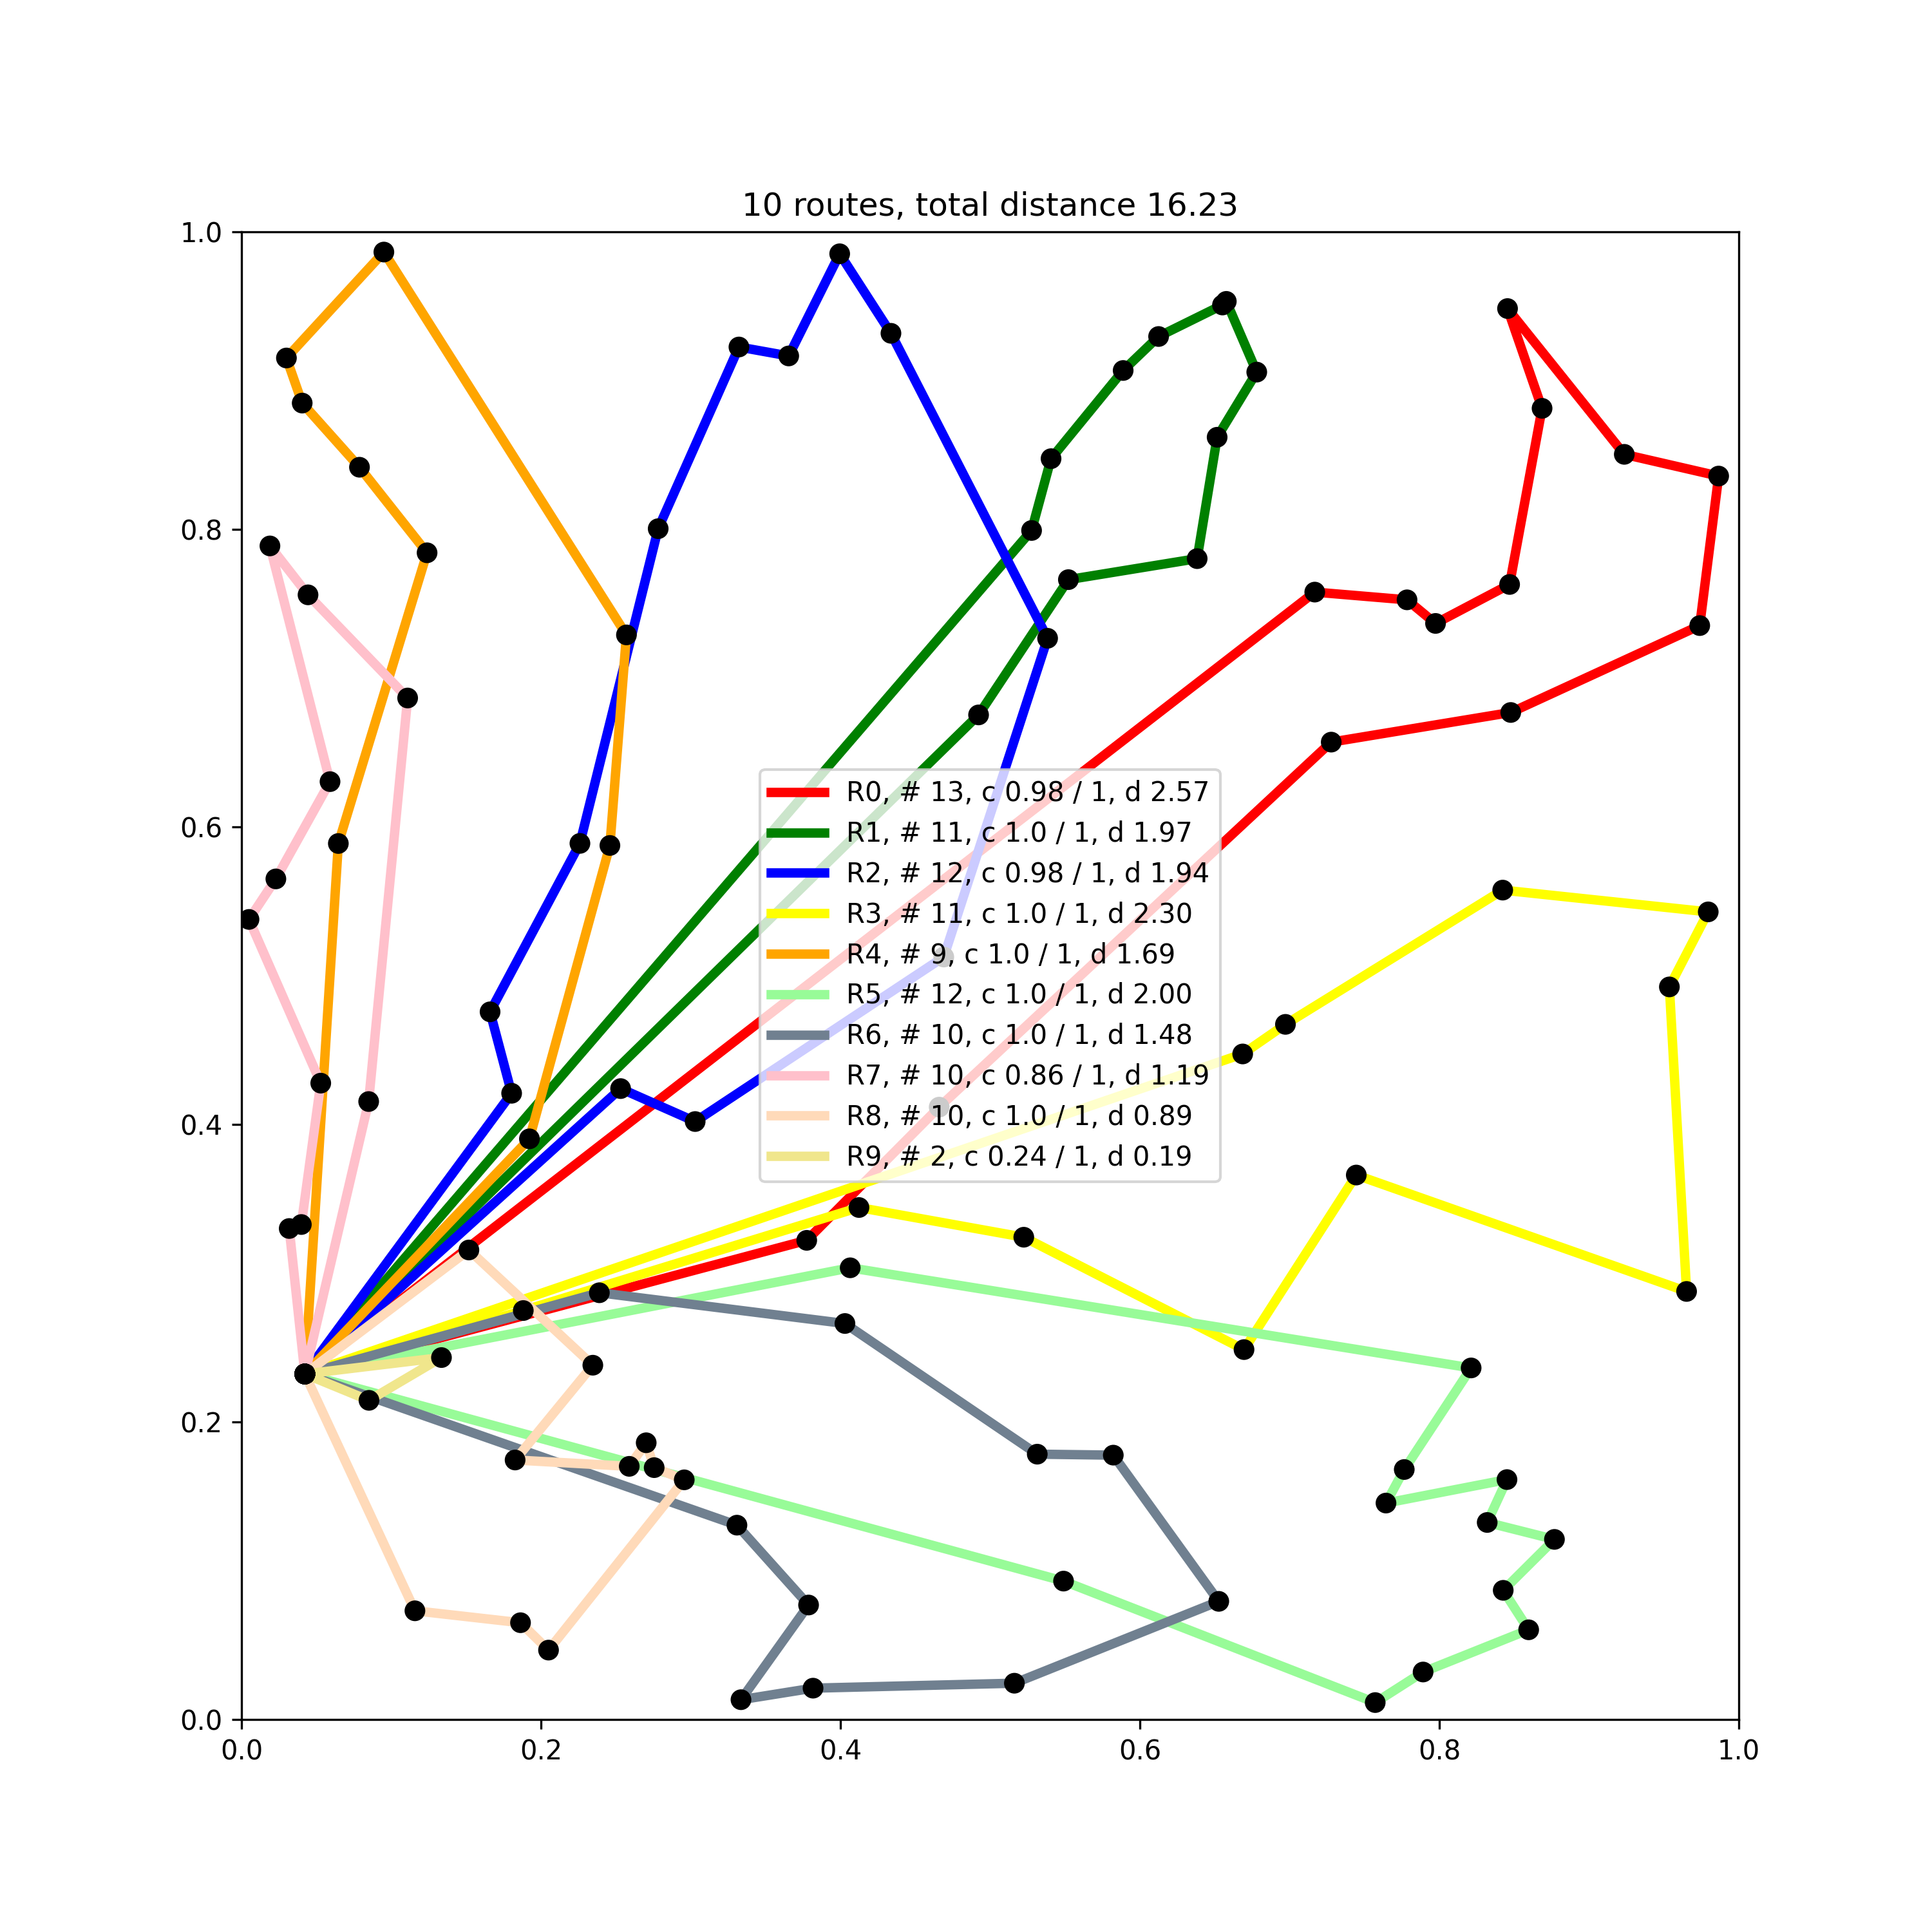 10 routes, total distance 16.23
1.0
0.8
0.6
0.4
0.2
0.0
R0, # 13, c 0.98 / 1, d 2.57
R1, # 11, c 1.0 / 1, d 1.97
R2, # 12, c 0.98 / 1, d 1.94
R3, # 11, c 1.0 / 1, d 2.30
R4, # 9, c 1.0 / 1, d 1.69
R5, # 12, c 1.0 / 1, d 2.00
R6, # 10, c 1.0 / 1, d 1.48
R7, # 10, c 0.86 / 1, d 1.19
R8, # 10, c 1.0 / 1, d 0.89
R9, # 2, c 0.24 / 1, d 0.19
0.0 0.2 0.4 0.6 0.8 1.0